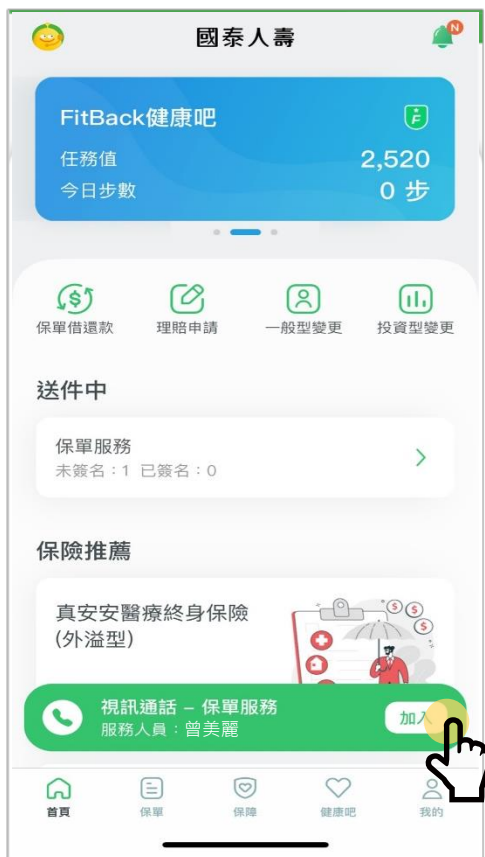 國泰人壽
N
FitBack健康吧
任務值 2,520
今日步數 0 步
保單借還款 理賠申請 一般型變更 投資型變更
送件中
保單服務
未簽名：1 已簽名：0
保險推薦
真安安醫療終身保險
(外溢型)
視訊通話 – 保單服務
服務人員：曾美麗
加入
首頁 保單 保障 健康吧 我的